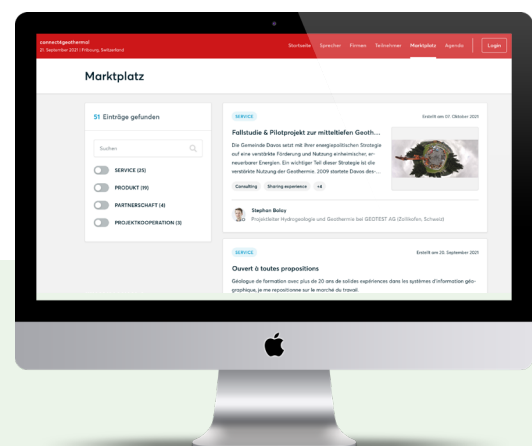 connect4geothermal
21. September 2021 | Fribourg, Switzerland
Startseite Sprecher Firmen Teilnehmer Marktplatz Agenda Login
Marktplatz
51 Einträge gefunden
Suchen
SERVICE (25)
PRODUKT (19)
PARTNERSCHAFT (4)
PROJEKTKOOPERATION (3)
SERVICE
Erstellt am 07. Oktober 2021
Fallstudie & Pilotprojekt zur mitteltiefen Geoth...
Die Gemeinde Davos setzt mit ihrer energiepolitischen Strategie
auf eine verstärkte Förderung und Nutzung einheimischer, er-
neuerbarer Energien. Ein wichtiger Teil dieser Strategie ist die
verstärkte Nutzung der Geothermie. 2009 startete Davos des-...
Consulting Sharing experience +4
Stephan Bolay
Projektleiter Hydrogeologie und Geothermie bei GEOTEST AG (Zollikofen, Schweiz)
SERVICE
Erstellt am 20. September 2021
Ouvert à toutes propositions
Géologue de formation avec plus de 20 ans de solides expériences dans les systèmes d'information géo-
graphique, je me repositionne sur le marché du travail.